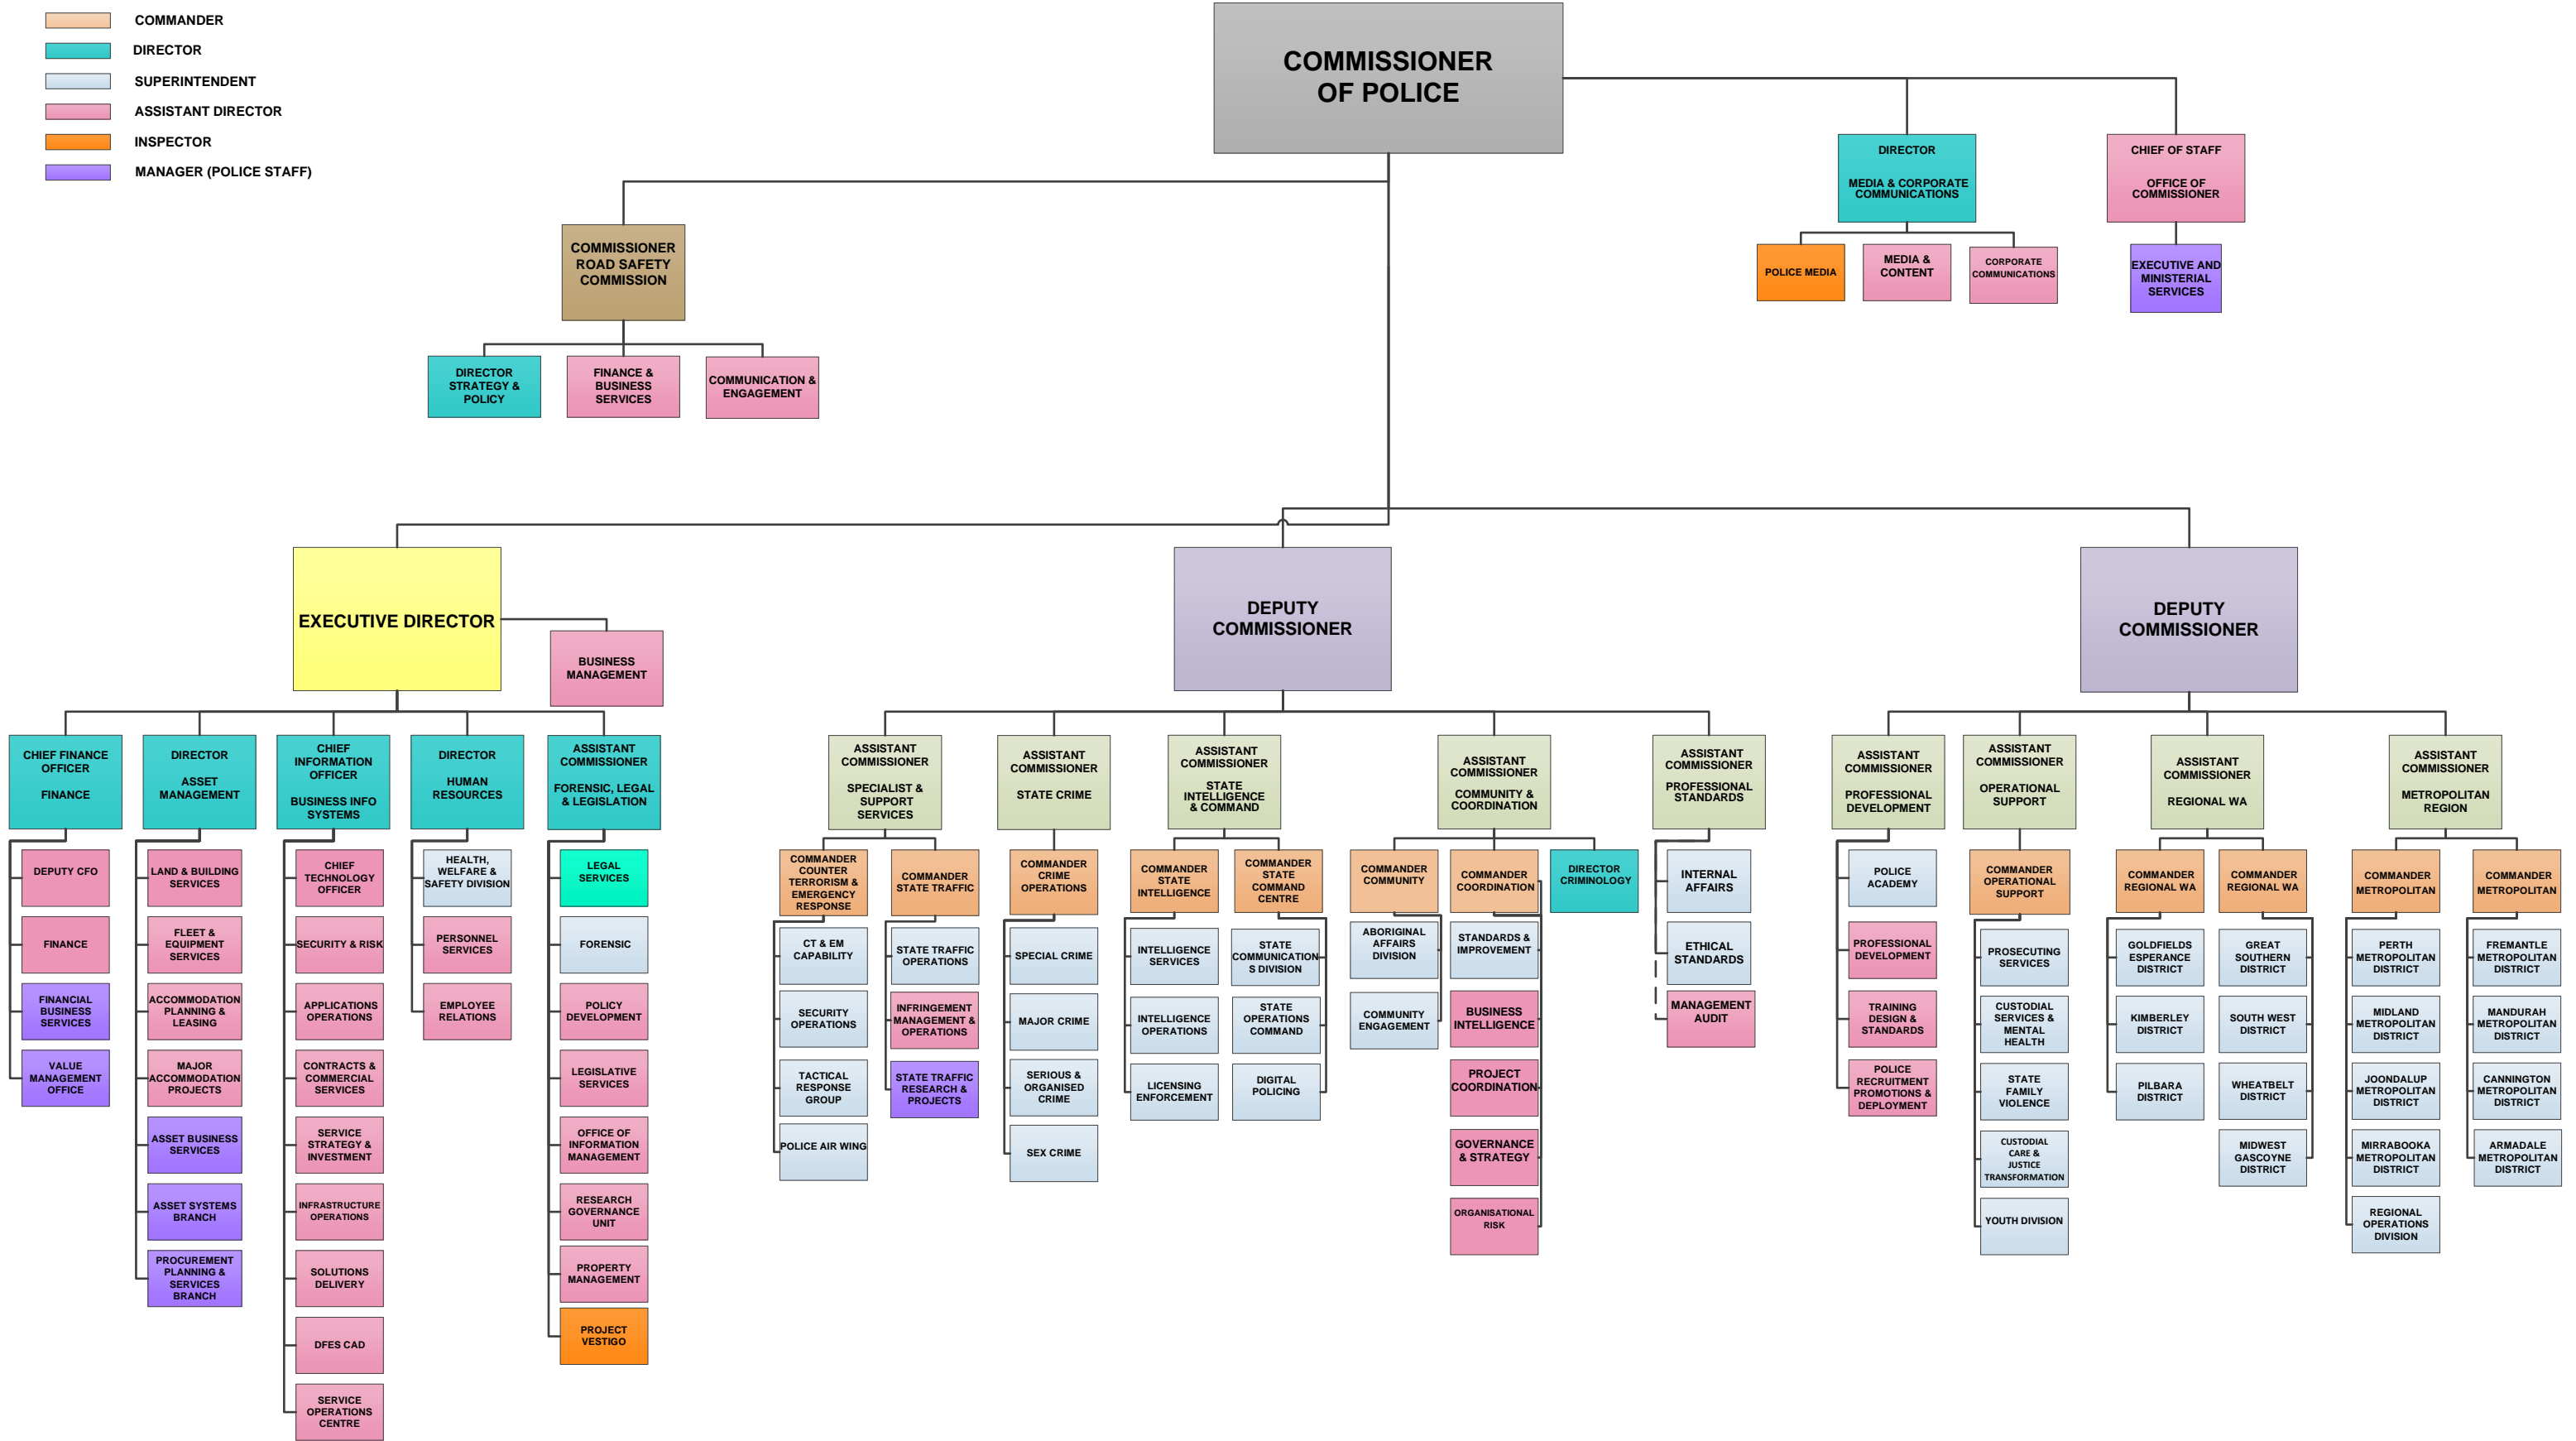 COMMANDER
DIRECTOR
SUPERINTENDENT
ASSISTANT DIRECTOR
INSPECTOR
MANAGER (POLICE STAFF)
COMMISSIONER
OF POLICE
DIRECTOR
MEDIA & CORPORATE
COMMUNICATIONS
CHIEF OF STAFF
OFFICE OF
COMMISSIONER
POLICE MEDIA
MEDIA &
CONTENT
CORPORATE
COMMUNICATIONS
EXECUTIVE AND
MINISTERIAL
SERVICES
COMMISSIONER
ROAD SAFETY
COMMISSION
DIRECTOR
STRATEGY &
POLICY
FINANCE &
BUSINESS
SERVICES
COMMUNICATION &
ENGAGEMENT
EXECUTIVE DIRECTOR
BUSINESS
MANAGEMENT
DEPUTY
COMMISSIONER
DEPUTY
COMMISSIONER
CHIEF FINANCE
OFFICER
FINANCE
DEPUTY CFO
FINANCE
FINANCIAL
BUSINESS
SERVICES
VALUE
MANAGEMENT
OFFICE
DIRECTOR
ASSET
MANAGEMENT
LAND & BUILDING
SERVICES
FLEET &
EQUIPMENT
SERVICES
ACCOMMODATION
PLANNING &
LEASING
MAJOR
ACCOMMODATION
PROJECTS
ASSET BUSINESS
SERVICES
ASSET SYSTEMS
BRANCH
PROCUREMENT
PLANNING &
SERVICES
BRANCH
CHIEF
INFORMATION
OFFICER
BUSINESS INFO
SYSTEMS
CHIEF
TECHNOLOGY
OFFICER
SECURITY & RISK
APPLICATIONS
OPERATIONS
CONTRACTS &
COMMERCIAL
SERVICES
SERVICE
STRATEGY &
INVESTMENT
INFRASTRUCTURE
OPERATIONS
SOLUTIONS
DELIVERY
DFES CAD
SERVICE
OPERATIONS
CENTRE
DIRECTOR
HUMAN
RESOURCES
HEALTH,
WELFARE &
SAFETY DIVISION
PERSONNEL
SERVICES
EMPLOYEE
RELATIONS
ASSISTANT
COMMISSIONER
FORENSIC, LEGAL
& LEGISLATION
LEGAL
SERVICES
FORENSIC
POLICY
DEVELOPMENT
LEGISLATIVE
SERVICES
OFFICE OF
INFORMATION
MANAGEMENT
RESEARCH
GOVERNANCE
UNIT
PROPERTY
MANAGEMENT
PROJECT
VESTIGO
ASSISTANT
COMMISSIONER
SPECIALIST &
SUPPORT
SERVICES
COMMANDER
COUNTER
TERRORISM &
EMERGENCY
RESPONSE
CT & EM
CAPABILITY
SECURITY
OPERATIONS
TACTICAL
RESPONSE
GROUP
POLICE AIR WING
COMMANDER
STATE TRAFFIC
STATE TRAFFIC
OPERATIONS
INFRINGEMENT
MANAGEMENT &
OPERATIONS
STATE TRAFFIC
RESEARCH &
PROJECTS
ASSISTANT
COMMISSIONER
STATE CRIME
COMMANDER
CRIME
OPERATIONS
SPECIAL CRIME
MAJOR CRIME
SERIOUS &
ORGANISED
CRIME
SEX CRIME
ASSISTANT
COMMISSIONER
STATE
INTELLIGENCE
& COMMAND
COMMANDER
STATE
INTELLIGENCE
INTELLIGENCE
SERVICES
INTELLIGENCE
OPERATIONS
LICENSING
ENFORCEMENT
COMMANDER
STATE
COMMAND
CENTRE
STATE
COMMUNICATION
S DIVISION
STATE
OPERATIONS
COMMAND
DIGITAL
POLICING
ASSISTANT
COMMISSIONER
COMMUNITY &
COORDINATION
COMMANDER
COMMUNITY
ABORIGINAL
AFFAIRS
DIVISION
COMMUNITY
ENGAGEMENT
COMMANDER
COORDINATION
STANDARDS &
IMPROVEMENT
BUSINESS
INTELLIGENCE
PROJECT
COORDINATION
GOVERNANCE
& STRATEGY
ORGANISATIONAL
RISK
DIRECTOR
CRIMINOLOGY
ASSISTANT
COMMISSIONER
PROFESSIONAL
STANDARDS
INTERNAL
AFFAIRS
ETHICAL
STANDARDS
MANAGEMENT
AUDIT
ASSISTANT
COMMISSIONER
PROFESSIONAL
DEVELOPMENT
POLICE
ACADEMY
PROFESSIONAL
DEVELOPMENT
TRAINING
DESIGN &
STANDARDS
POLICE
RECRUITMENT
PROMOTIONS &
DEPLOYMENT
ASSISTANT
COMMISSIONER
OPERATIONAL
SUPPORT
COMMANDER
OPERATIONAL
SUPPORT
PROSECUTING
SERVICES
CUSTODIAL
SERVICES &
MENTAL
HEALTH
STATE
FAMILY
VIOLENCE
CUSTODIAL
CARE &
JUSTICE
TRANSFORMATION
YOUTH DIVISION
ASSISTANT
COMMISSIONER
REGIONAL WA
COMMANDER
REGIONAL WA
GOLDFIELDS
ESPERANCE
DISTRICT
KIMBERLEY
DISTRICT
PILBARA
DISTRICT
COMMANDER
REGIONAL WA
GREAT
SOUTHERN
DISTRICT
SOUTH WEST
DISTRICT
WHEATBELT
DISTRICT
MIDWEST
GASCOYNE
DISTRICT
ASSISTANT
COMMISSIONER
METROPOLITAN
REGION
COMMANDER
METROPOLITAN
PERTH
METROPOLITAN
DISTRICT
MIDLAND
METROPOLITAN
DISTRICT
JOONDALUP
METROPOLITAN
DISTRICT
MIRRABOOKA
METROPOLITAN
DISTRICT
REGIONAL
OPERATIONS
DIVISION
COMMANDER
METROPOLITAN
FREMANTLE
METROPOLITAN
DISTRICT
MANDURAH
METROPOLITAN
DISTRICT
CANNINGTON
METROPOLITAN
DISTRICT
ARMADALE
METROPOLITAN
DISTRICT